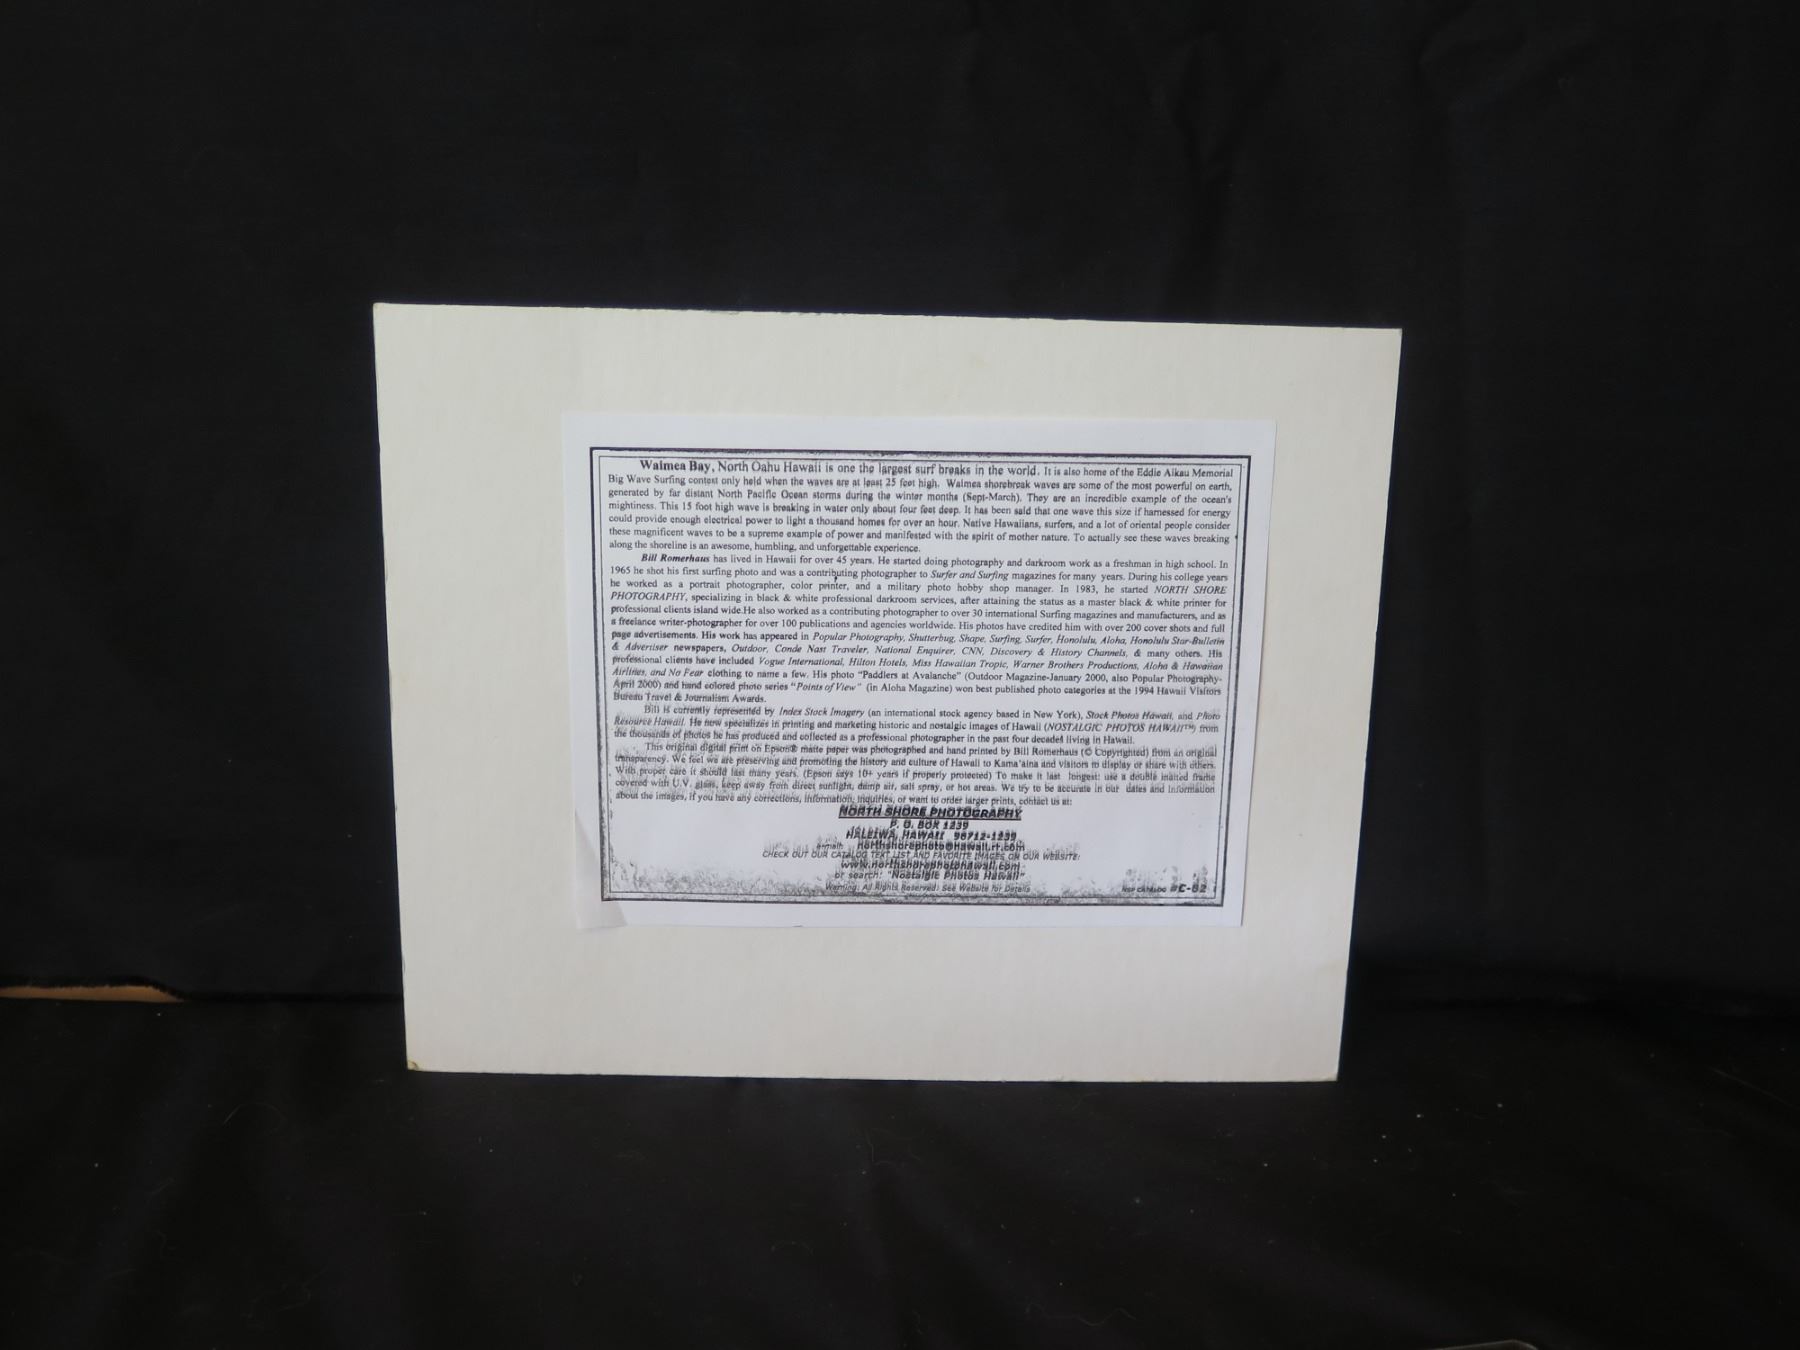 Waimea Bay, North Oahu Hawaii is one the largest surf breaks in the world. It is also home of the Eddie Aikau Memorial
Big Wave Surfing contest only held when the waves are at least 25 feet high. Waimea shorebreak waves are some of the most powerful on earth,
generated by far distant North Pacific Ocean storms during the winter months (Sept-March). They are an incredible example of the ocean's
mightiness. This 15 foot high wave is breaking in water only about four feet deep. It has been said that one wave this size if harnessed for energy
could provide enough electrical power to light a thousand homes for over an hour. Native Hawaiians, surfers, and a lot of oriental people consider
these magnificent waves to be a supreme example of power and manifested with the spirit of mother nature. To actually see these waves breaking
along the shoreline is an awesome, humbling, and unforgettable experience.
Bill Romerhaus has lived in Hawaii for over 45 years. He started doing photography and darkroom work as a freshman in high school. In
1965 he shot his first surfing photo and was a contributing photographer to Surfer and Surfing magazines for many years. During his college years
he worked as a portrait photographer, color printer, and a military photo hobby shop manager. In 1983, he started NORTH SHORE
PHOTOGRAPHY, specializing in black & white professional darkroom services, after attaining the status as a master black & white printer for
professional clients island wide.He also worked as a contributing photographer to over 30 international Surfing magazines and manufacturers, and as
a freelance writer-photographer for over 100 publications and agencies worldwide. His photos have credited him with over 200 cover shots and full
page advertisements. His work has appeared in Popular Photography, Shutterbug, Shape, Surfing, Surfer, Honolulu, Aloha, Honolulu Star-Bulletin
& Advertiser newspapers, Outdoor, Conde Nast Traveler, National Enquirer, CNN, Discovery & History Channels, & many others. His
professional clients have included Vogue International, Hilton Hotels, Miss Hawaiian Tropic, Warner Brothers Productions, Aloha & Hawaiian
Airlines, and No Fear clothing to name a few. His photo "Paddlers at Avalanche" (Outdoor Magazine-January 2000, also Popular Photography-
April 2000) and hand colored photo series "Points of View" (in Aloha Magazine) won best published photo categories at the 1994 Hawaii Visitors
Bureau Travel & Journalism Awards.
Bill is currently represented by Index Stock Imagery (an international stock agency based in New York), Stock Photos Hawaii, and Photo
Resource Hawaii. He now specializes in printing and marketing historic and nostalgic images of Hawaii (NOSTALGIC PHOTOS HAWAII™) from
the thousands of photos he has produced and collected as a professional photographer in the past four decades living in Hawaii.
This original digital print on Epson® matte paper was photographed and hand printed by Bill Romerhaus (© Copyrighted) from an original
transparency. We feel we are preserving and promoting the history and culture of Hawaii to Kama'aina and visitors to display or share with others.
With proper care it should last many years. (Epson says 10+ years if properly protected) To make it last longest: use a double matted frame
covered with U.V. glass, keep away from direct sunlight, damp air, salt spray, or hot areas. We try to be accurate in our dates and information
about the images, if you have any corrections, information, inquiries, or want to order larger prints, contact us at:
NORTH SHORE PHOTOGRAPHY
P. O. BOX 1239
HALEIWA, HAWAII 96712-1239
e-mail: northshorephoto@hawaii.rr.com
CHECK OUT OUR CATALOG TEXT LIST AND FAVORITE IMAGES ON OUR WEBSITE:
www.northshorephotohawaii.com
or search: "Nostalgic Photos Hawaii"
Warning: All Rights Reserved: See Website for Details
NSP CATALOG #C-62